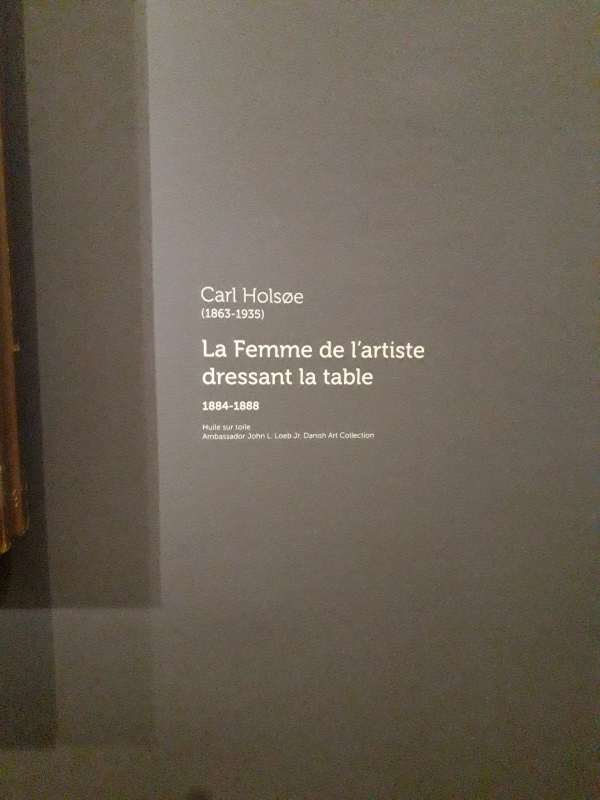 Carl Holsøe
(1863-1935)
La Femme de l'artiste
dressant la table
1884-1888
Huile sur toile
Ambassador John L. Loeb Jr. Danish Art Collection